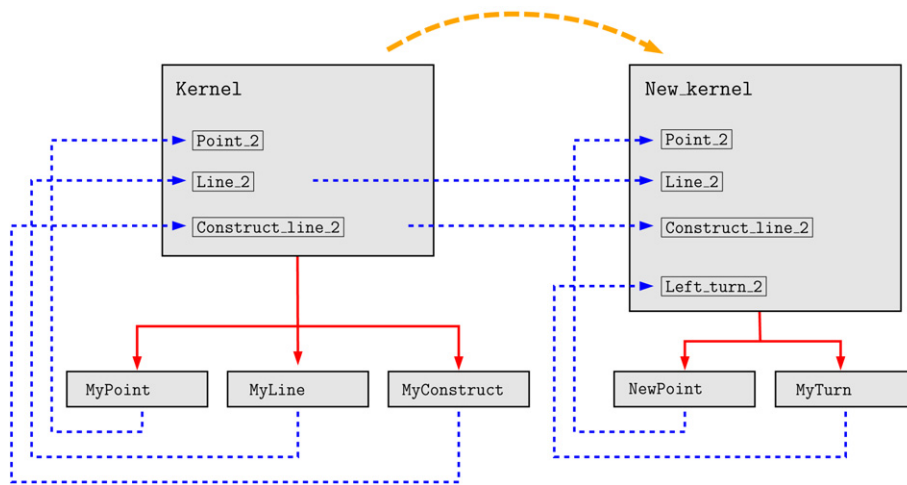 Kernel
Point_2
Line_2
Construct_line_2
MyPoint
MyLine
MyConstruct
New_kernel
Point_2
Line_2
Construct_line_2
Left_turn_2
NewPoint
MyTurn